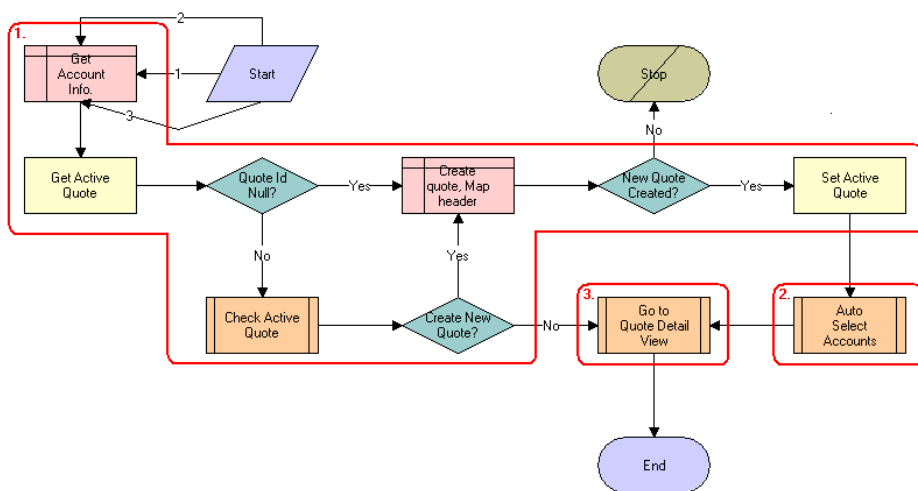 1.
2
Get
Account
Info.
1
Start
3
Stop
No
Get Active
Quote
Quote Id
Null?
Yes
Create
quote, Map
header
New Quote
Created?
Yes
Set Active
Quote
No
Yes
Check Active
Quote
Create New
Quote?
No
3.
Go to
Quote Detail
View
2.
Auto
Select
Accounts
End